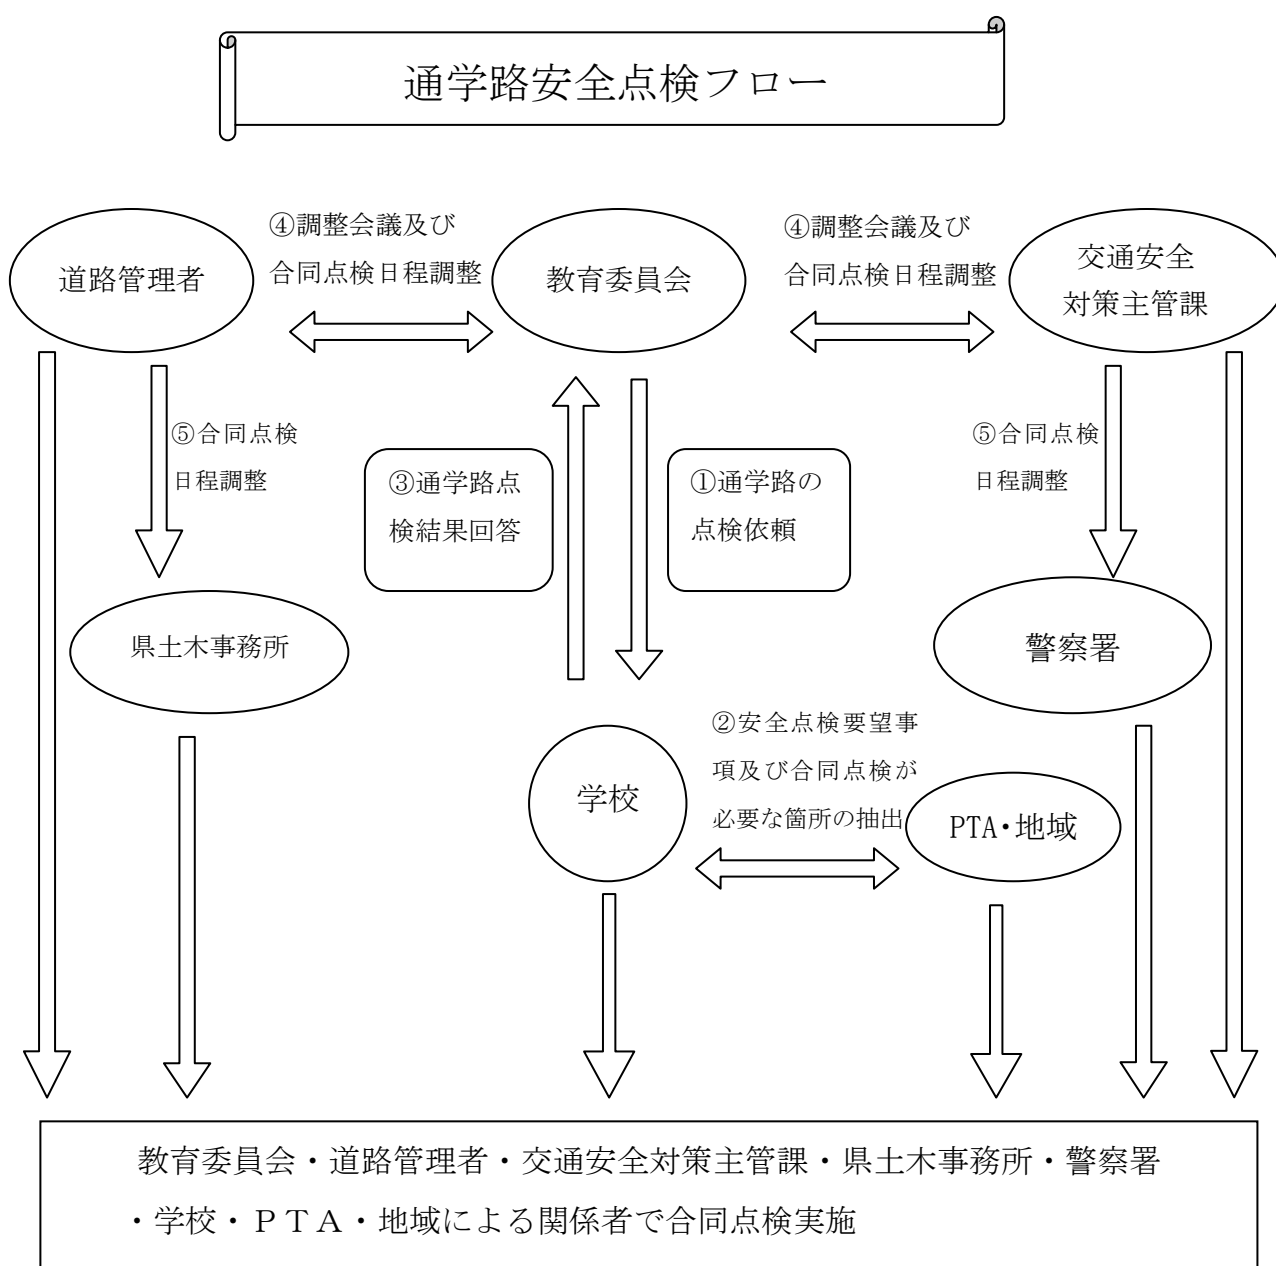 通学路安全点検フロー
④調整会議及び
合同点検日程調整
④調整会議及び
合同点検日程調整
道路管理者
教育委員会
交通安全
対策主管課
⑤合同点検
日程調整
③通学路点
検結果回答
①通学路の
点検依頼
⑤合同点検
日程調整
県土木事務所
警察署
②安全点検要望事
項及び合同点検が
必要な箇所の抽出
学校
PTA・地域
教育委員会・道路管理者・交通安全対策主管課・県土木事務所・警察署
・学校・ＰＴＡ・地域による関係者で合同点検実施